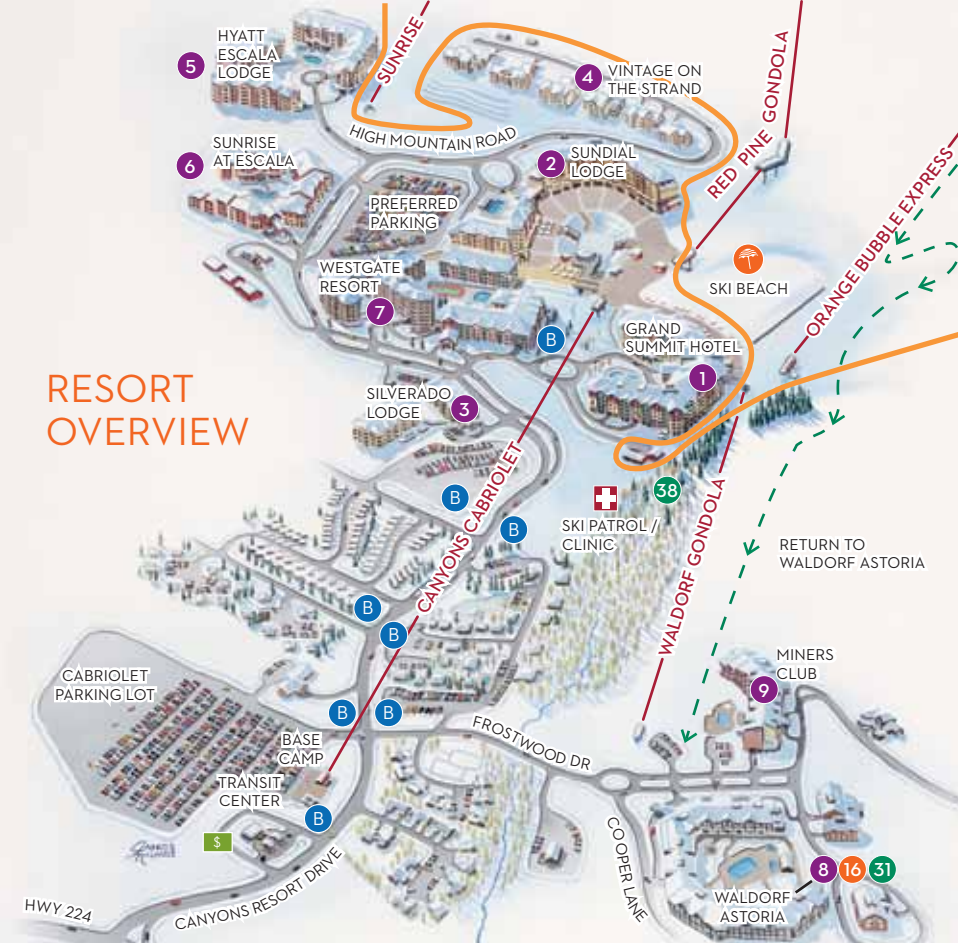 HYATT
ESCALA
LODGE
5
SUNRISE
4
VINTAGE ON
THE STRAND
RED PINE GONDOLA
HIGH MOUNTAIN ROAD
SUNRISE
AT ESCALA
6
2
SUNDIAL
LODGE
ORANGE BUBBLE EXPRESS
PREFERRED
PARKING
SKI BEACH
WESTGATE
RESORT
7
B
GRAND
SUMMIT HOTEL
1
RESORT
OVERVIEW
SILVERADO
LODGE
3
CANYONS CABRIOLET
B
B
38
SKI PATROL /
CLINIC
WALDORF GONDOLA
RETURN TO
WALDORF ASTORIA
B
B
CABRIOLET
PARKING LOT
MINERS
CLUB
9
B
B
BASE
CAMP
FROSTWOOD DR
TRANSIT
CENTER
B
$
COOPER LANE
CANYONS RESORT DRIVE
HWY 224
WALDORF
ASTORIA
8
16
31